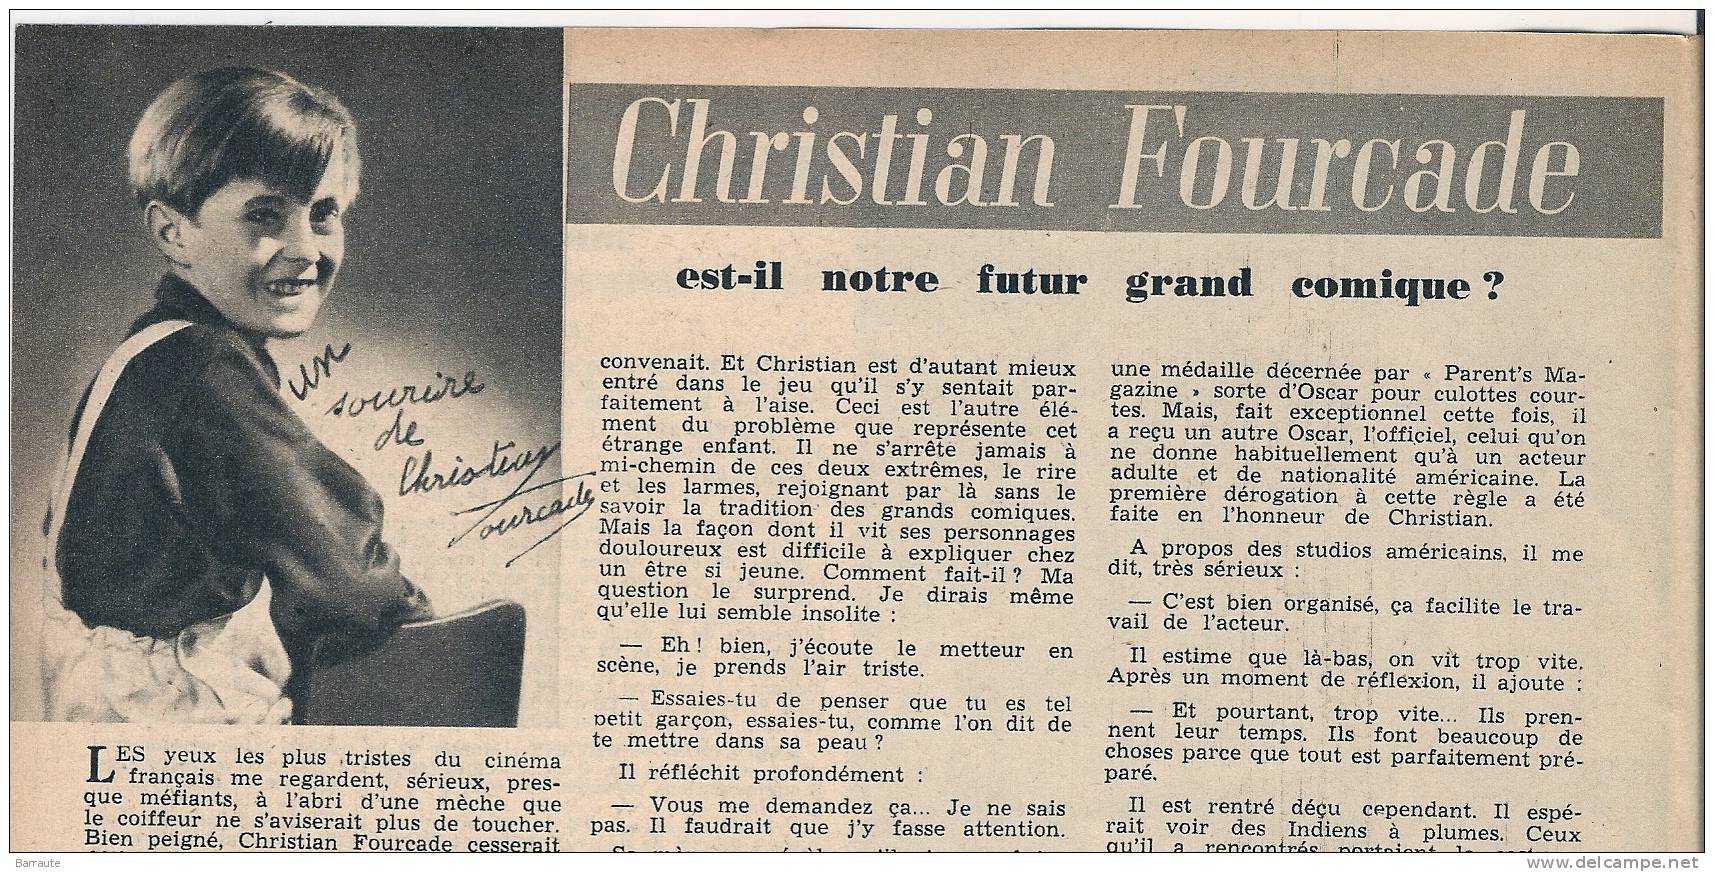 Christian Fourcade
est-il notre futur grand comique ?
un
sourire
de
Christian
Fourcade
LES yeux les plus tristes du cinéma
français me regardent, sérieux, pres-
que méfiants, à l'abri d'une mèche que
le coiffeur ne s'aviserait plus de toucher.
Bien peigné, Christian Fourcade cesserait
convenait. Et Christian est d'autant mieux
entré dans le jeu qu'il s'y sentait par-
faitement à l'aise. Ceci est l'autre élé-
ment du problème que représente cet
étrange enfant. Il ne s'arrête jamais à
mi-chemin de ces deux extrêmes, le rire
et les larmes, rejoignant par là sans le
savoir la tradition des grands comiques.
Mais la façon dont il vit ses personnages
douloureux est difficile à expliquer chez
un être si jeune. Comment fait-il ? Ma
question le surprend. Je dirais même
qu'elle lui semble insolite :
— Eh ! bien, j'écoute le metteur en
scène, je prends l'air triste.
— Essaies-tu de penser que tu es tel
petit garçon, essaies-tu, comme l'on dit de
te mettre dans sa peau ?
Il réfléchit profondément :
— Vous me demandez ça... Je ne sais
pas. Il faudrait que j'y fasse attention.
une médaille décernée par « Parent's Ma-
gazine » sorte d'Oscar pour culottes cour-
tes. Mais, fait exceptionnel cette fois, il
a reçu un autre Oscar, l'officiel, celui qu'on
ne donne habituellement qu'à un acteur
adulte et de nationalité américaine. La
première dérogation à cette règle a été
faite en l'honneur de Christian.
A propos des studios américains, il me
dit, très sérieux :
— C'est bien organisé, ça facilite le tra-
vail de l'acteur.
Il estime que là-bas, on vit trop vite.
Après un moment de réflexion, il ajoute :
— Et pourtant, trop vite... Ils pren-
nent leur temps. Ils font beaucoup de
choses parce que tout est parfaitement pré-
paré.
Il est rentré déçu cependant. Il espé-
rait voir des Indiens à plumes. Ceux
qu'il a rencontrés portaient le
Barraute
www.delcampe.net